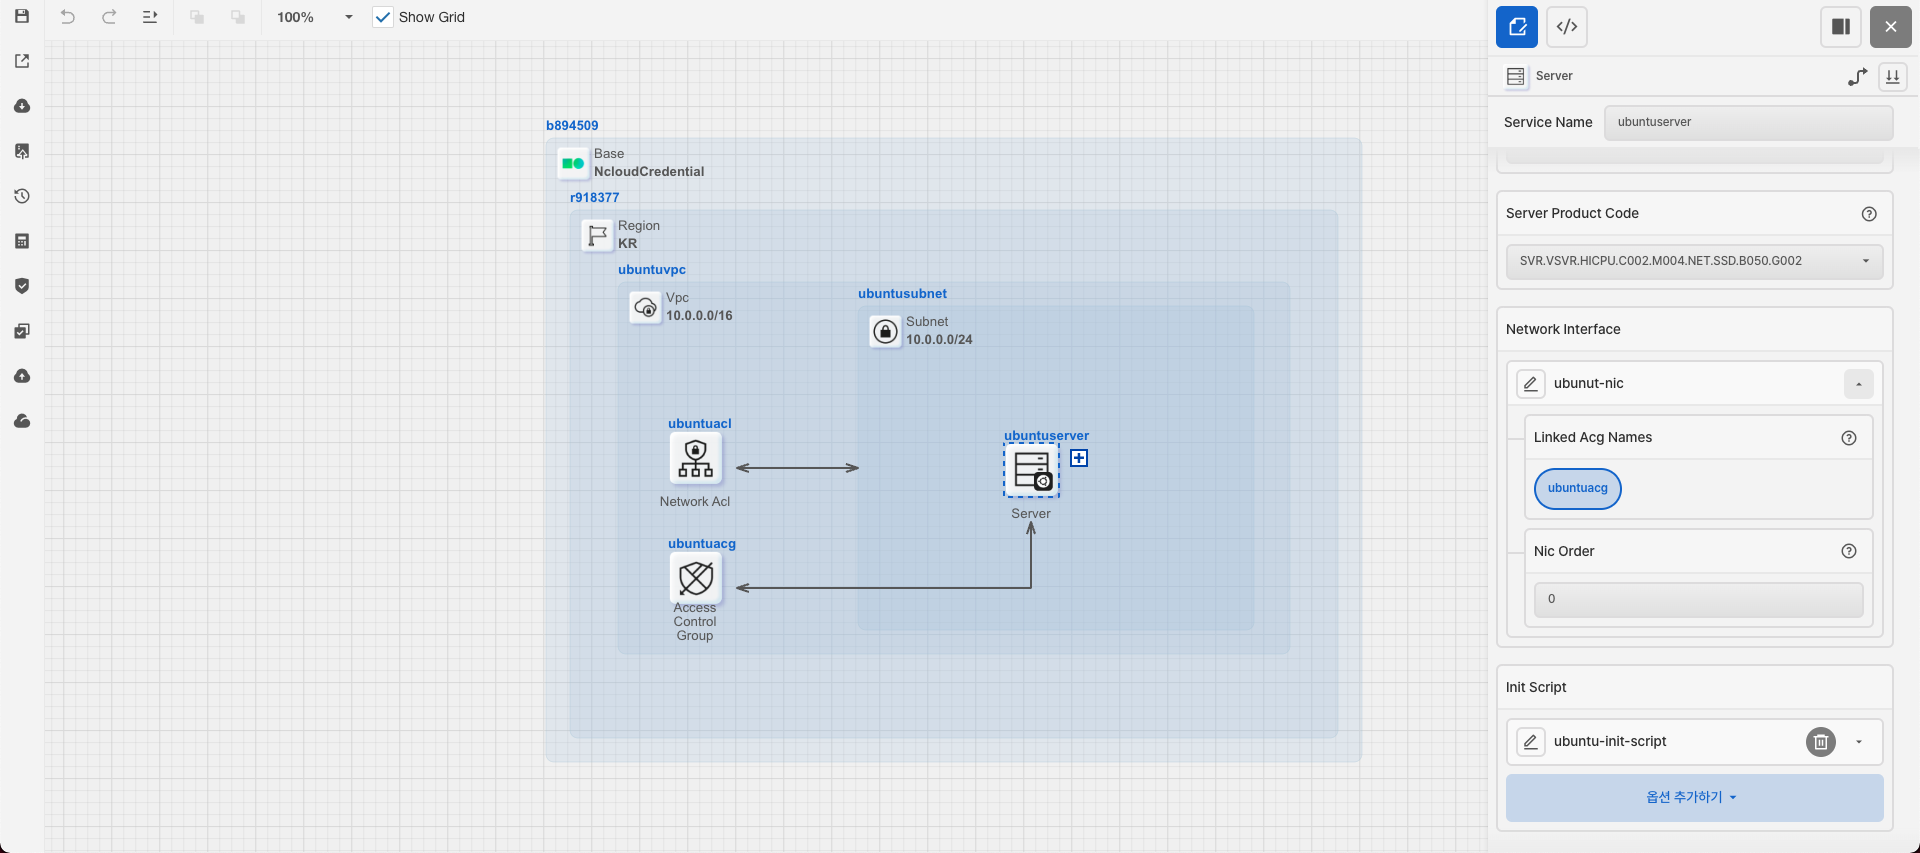 100%
Show Grid
b894509
Base
NcloudCredential
r918377
Region
KR
ubuntuvpc
Vpc
10.0.0.0/16
ubuntusubnet
Subnet
10.0.0.0/24
ubuntuacl
Network Acl
ubuntuserver
Server
ubuntuacg
Access
Control
Group
</>
Server
Service Name
ubuntuserver
Server Product Code
SVR.VSVR.HICPU.C002.M004.NET.SSD.B050.G002
Network Interface
ubunut-nic
Linked Acg Names
ubuntuacg
Nic Order
0
Init Script
ubuntu-init-script
옵션 추가하기